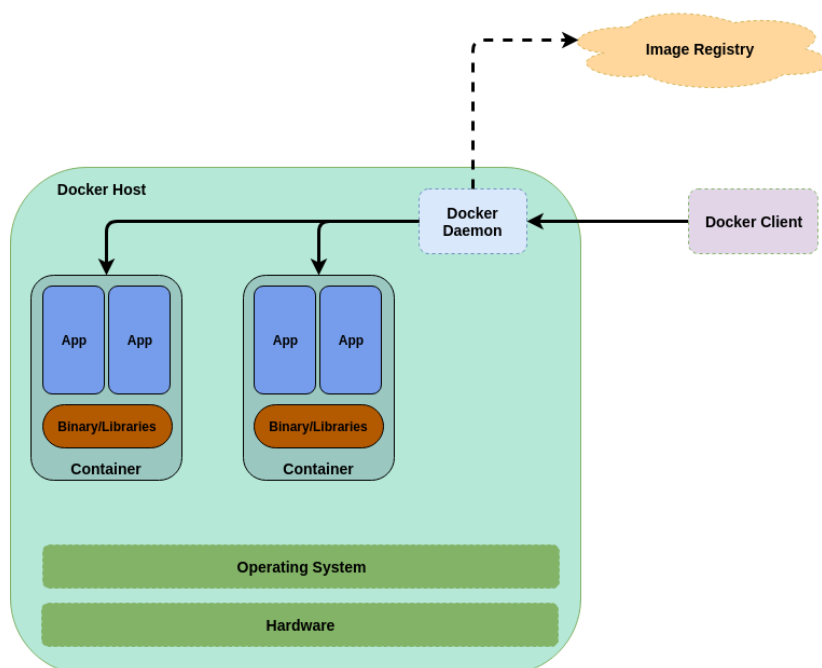 Image Registry
Docker Host
Docker
Daemon
Docker Client
App
App
App
App
Binary/Libraries
Binary/Libraries
Container
Container
Operating System
Hardware